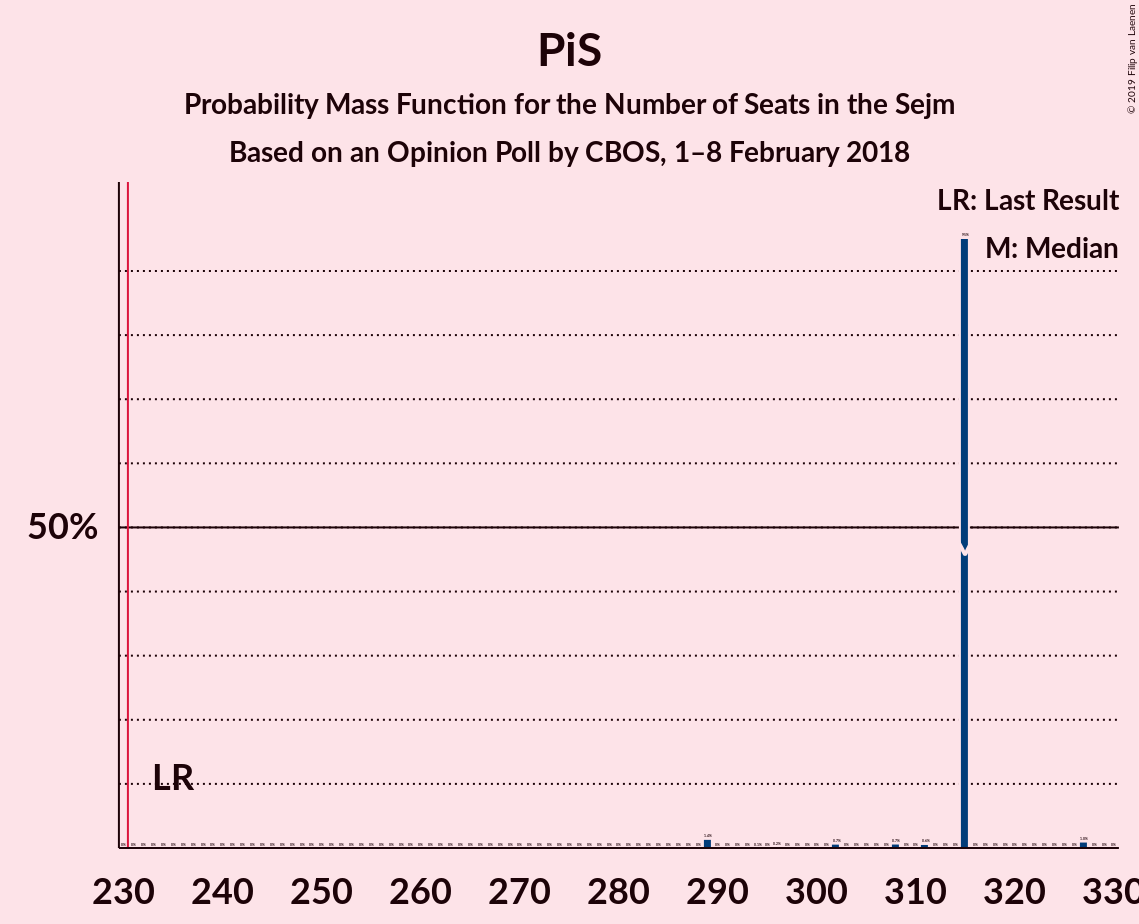 PiS
Probability Mass Function for the Number of Seats in the Sejm
Based on an Opinion Poll by CBOS, 1–8 February 2018
© 2019 Filip van Laenen
LR: Last Result
M: Median
50%
LR
230 240 250 260 270 280 290 300 310 320 330